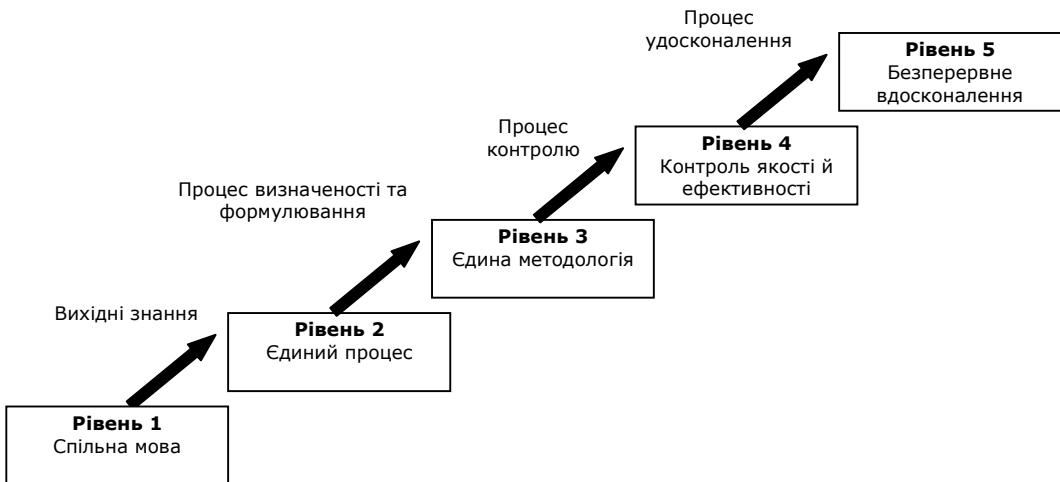 Процес
удосконалення
Рівень 5
Безперервне
вдосконалення
Процес
контролю
Рівень 4
Контроль якості й
ефективності
Процес визначеності та
формулювання
Рівень 3
Єдина методологія
Вихідні знання
Рівень 2
Єдиний процес
Рівень 1
Спільна мова